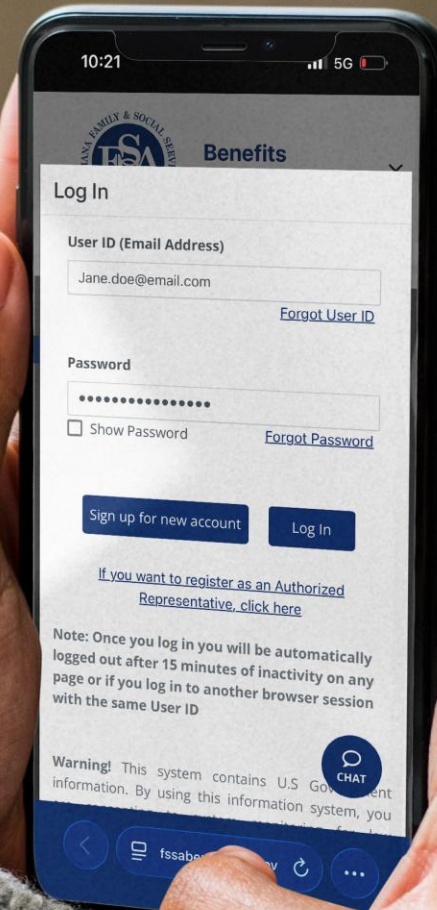 10:21
5G
FAMILY & SOCIAL
FSA
Benefits
Log In
User ID (Email Address)
Jane.doe@email.com
Forgot User ID
Password
••••••••••••••••
Show Password
Forgot Password
Sign up for new account
Log In
If you want to register as an Authorized
Representative, click here
Note: Once you log in you will be automatically
logged out after 15 minutes of inactivity on any
page or if you log in to another browser session
with the same User ID
Warning! This system contains U.S
information. By using this information system, you
CHAT